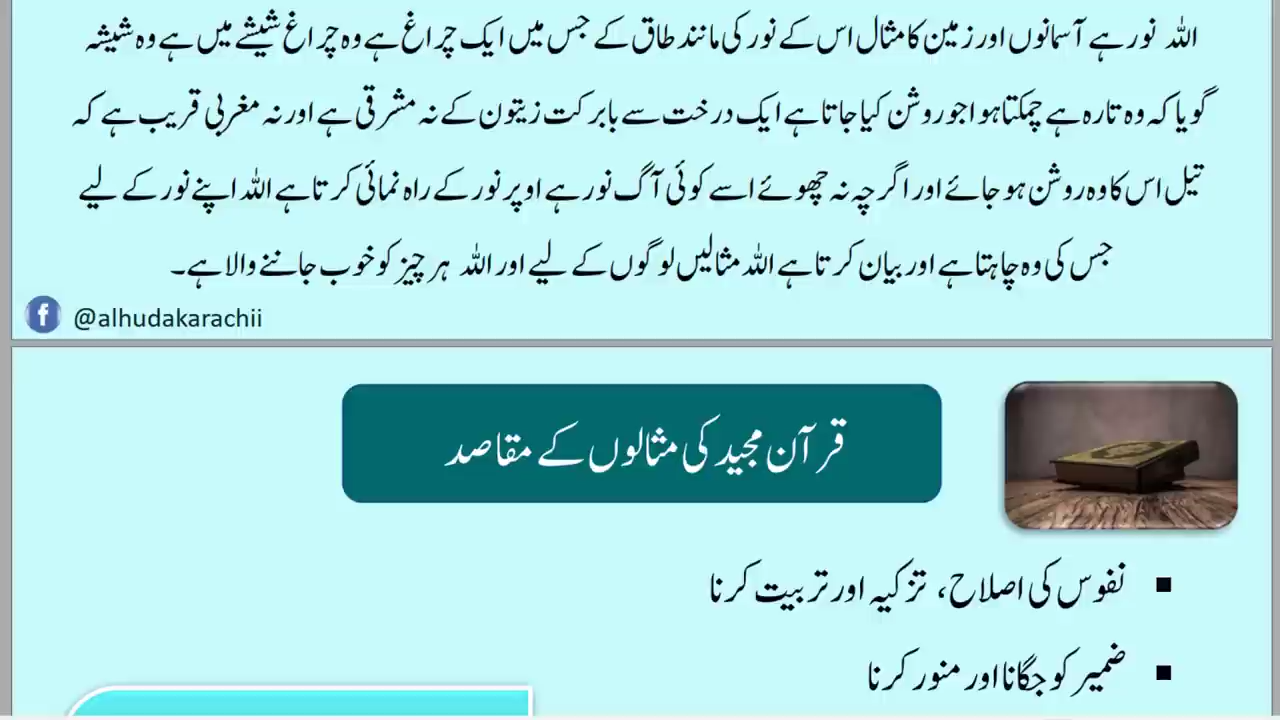 اللہ نور ہے آسمانوں اور زمین کا مثال اس کے نور کی مانند طاق کے جس میں ایک چراغ ہے وہ چراغ شیشے میں ہے وہ شیشہ
گویا کہ وہ تارہ ہے چمکتا ہوا جو روشن کیا جاتا ہے ایک درخت سے بابرکت زیتون کے نہ مشرقی ہے اور نہ مغربی قریب ہے کہ
تیل اس کا وہ روشن ہو جائے اور اگرچہ نہ چھوئے اسے کوئی آگ نور ہے اوپر نور کے راہ نمائی کرتا ہے اللہ اپنے نور کے لیے
جس کی وہ چاہتا ہے اور بیان کرتا ہے اللہ مثالیں لوگوں کے لیے اور اللہ ہر چیز کو خوب جاننے والا ہے۔
@alhudakarachii
قرآن مجید کی مثالوں کے مقاصد
▪ نفوس کی اصلاح، تزکیہ اور تربیت کرنا
▪ ضمیر کو جگانا اور منور کرنا